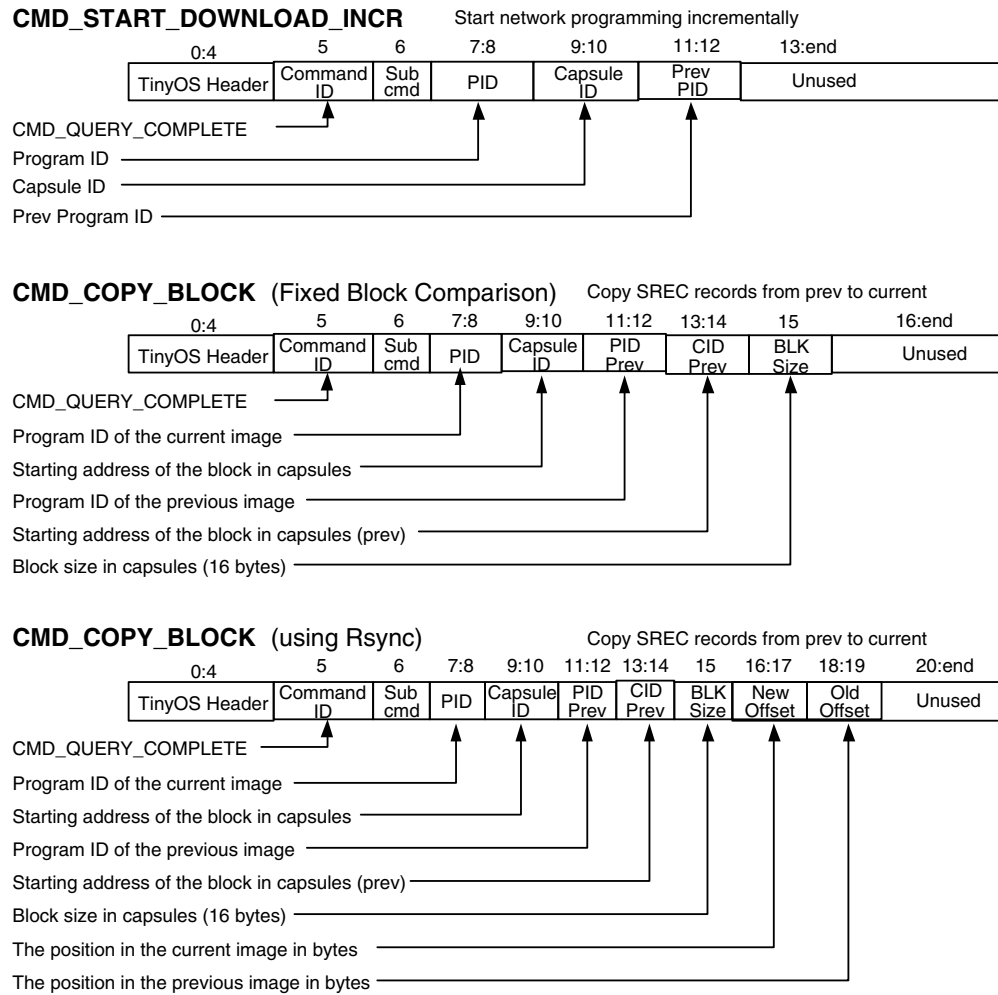 CMD_START_DOWNLOAD_INCR Start network programming incrementally
0:4 5 6 7:8 9:10 11:12 13:end
TinyOS Header Command ID Sub cmd PID Capsule ID Prev PID Unused
CMD_QUERY_COMPLETE
Program ID
Capsule ID
Prev Program ID
CMD_COPY_BLOCK (Fixed Block Comparison) Copy SREC records from prev to current
0:4 5 6 7:8 9:10 11:12 13:14 15 16:end
TinyOS Header Command ID Sub cmd PID Capsule ID PID Prev CID Prev BLK Size Unused
CMD_QUERY_COMPLETE
Program ID of the current image
Starting address of the block in capsules
Program ID of the previous image
Starting address of the block in capsules (prev)
Block size in capsules (16 bytes)
CMD_COPY_BLOCK (using Rsync) Copy SREC records from prev to current
0:4 5 6 7:8 9:10 11:12 13:14 15 16:17 18:19 20:end
TinyOS Header Command ID Sub cmd PID Capsule ID PID Prev CID Prev BLK Size New Offset Old Offset Unused
CMD_QUERY_COMPLETE
Program ID of the current image
Starting address of the block in capsules
Program ID of the previous image
Starting address of the block in capsules (prev)
Block size in capsules (16 bytes)
The position in the current image in bytes
The position in the previous image in bytes